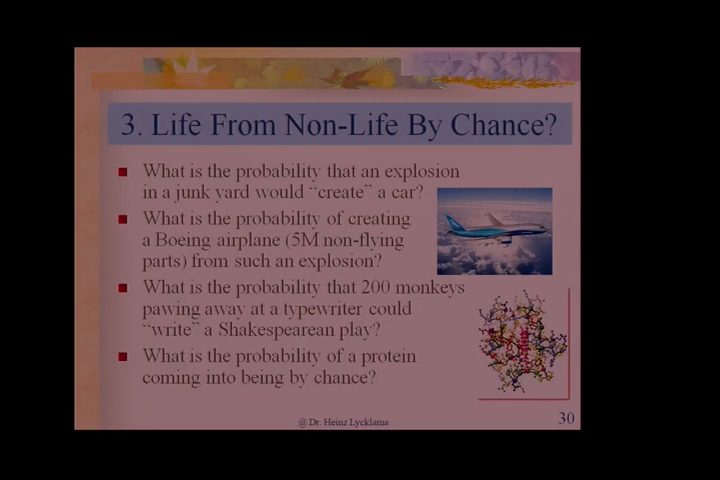 3. Life From Non-Life By Chance?
What is the probability that an explosion
in a junk yard would “create” a car?
What is the probability of creating
a Boeing airplane (5M non-flying
parts) from such an explosion?
What is the probability that 200 monkeys
pawing away at a typewriter could
“write” a Shakespearean play?
What is the probability of a protein
coming into being by chance?
@ Dr. Heinz Lycklama
30